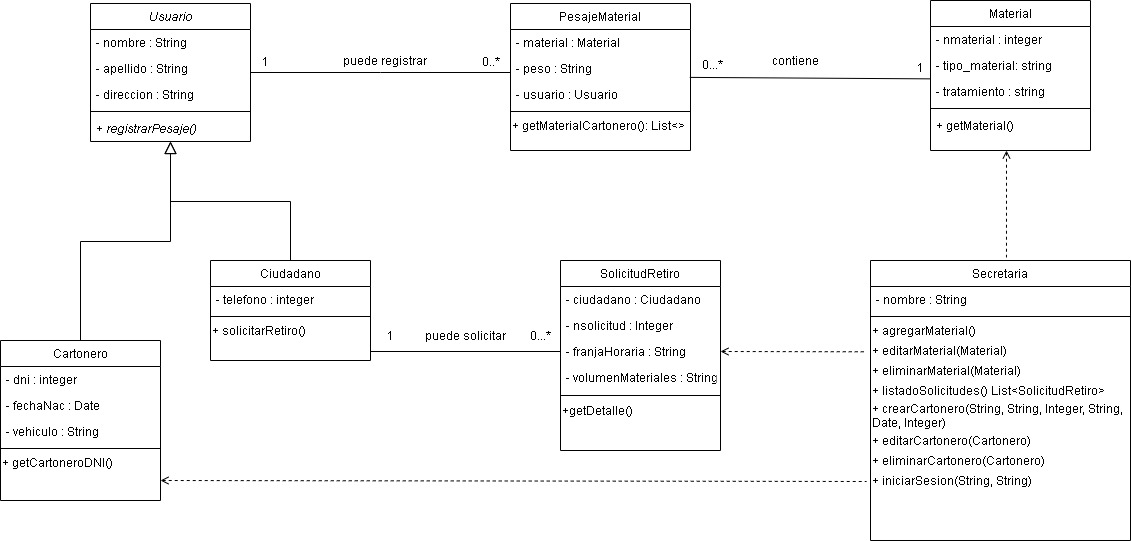 Usuario
- nombre : String
- apellido : String
- direccion : String
+ registrarPesaje()
1
puede registrar
0..*
PesajeMaterial
- material : Material
- peso : String
- usuario : Usuario
+ getMaterialCartonero(): List<>
0...*
contiene
1
Material
- nmaterial : integer
- tipo_material: string
- tratamiento : string
+ getMaterial()
Ciudadano
- telefono : integer
+ solicitarRetiro()
1
puede solicitar
0...*
SolicitudRetiro
- ciudadano : Ciudadano
- nsolicitud : Integer
- franjaHoraria : String
- volumenMateriales : String
+getDetalle()
Secretaria
- nombre : String
+ agregarMaterial()
+ editarMaterial(Material)
+ eliminarMaterial(Material)
+ listadoSolicitudes() List<SolicitudRetiro>
+ crearCartonero(String, String, Integer, String,
Date, Integer)
+ editarCartonero(Cartonero)
+ eliminarCartonero(Cartonero)
+ iniciarSesion(String, String)
Cartonero
- dni : integer
- fechaNac : Date
- vehiculo : String
+ getCartoneroDNI()